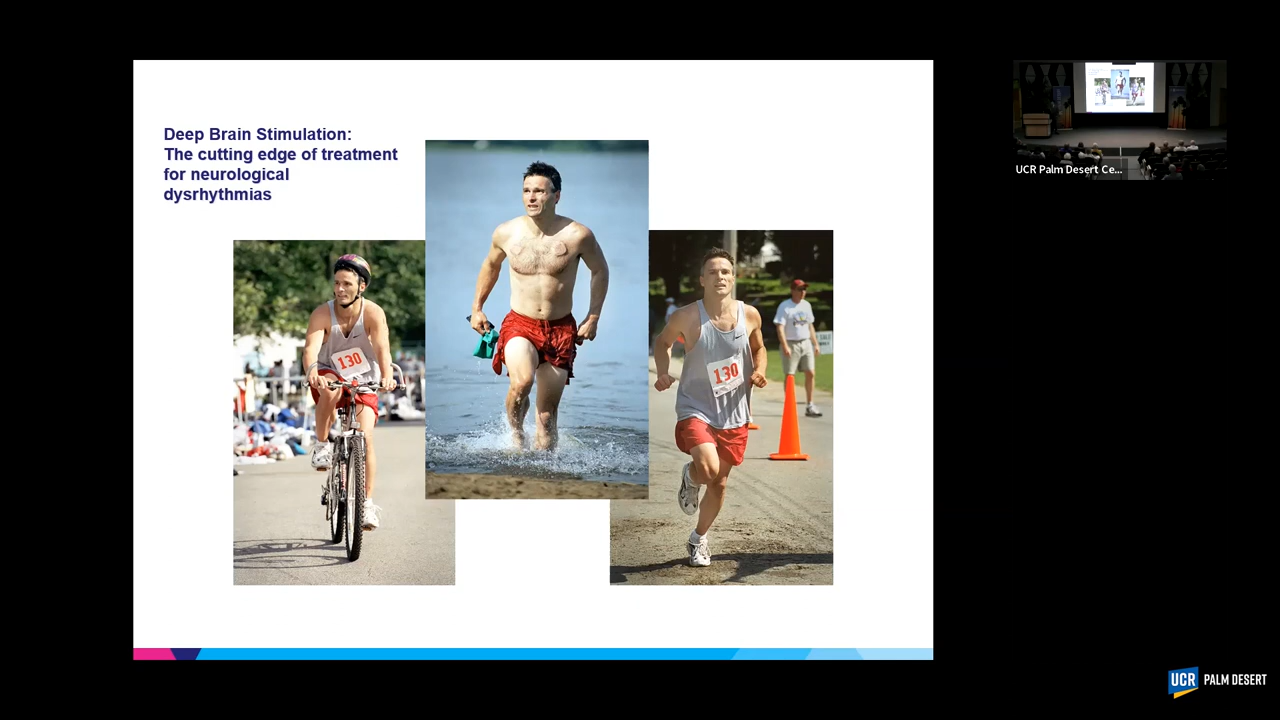 Deep Brain Stimulation:
The cutting edge of treatment
for neurological
dysrhythmias
130
130
UCR Palm Desert Ce...
UCR PALM DESERT